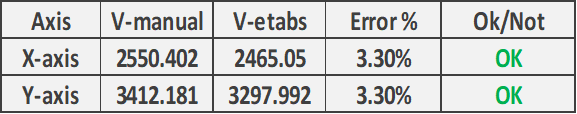 Axis V-manual V-etabs Error % Ok/Not
X-axis 2550.402 2465.05 3.30% OK
Y-axis 3412.181 3297.992 3.30% OK